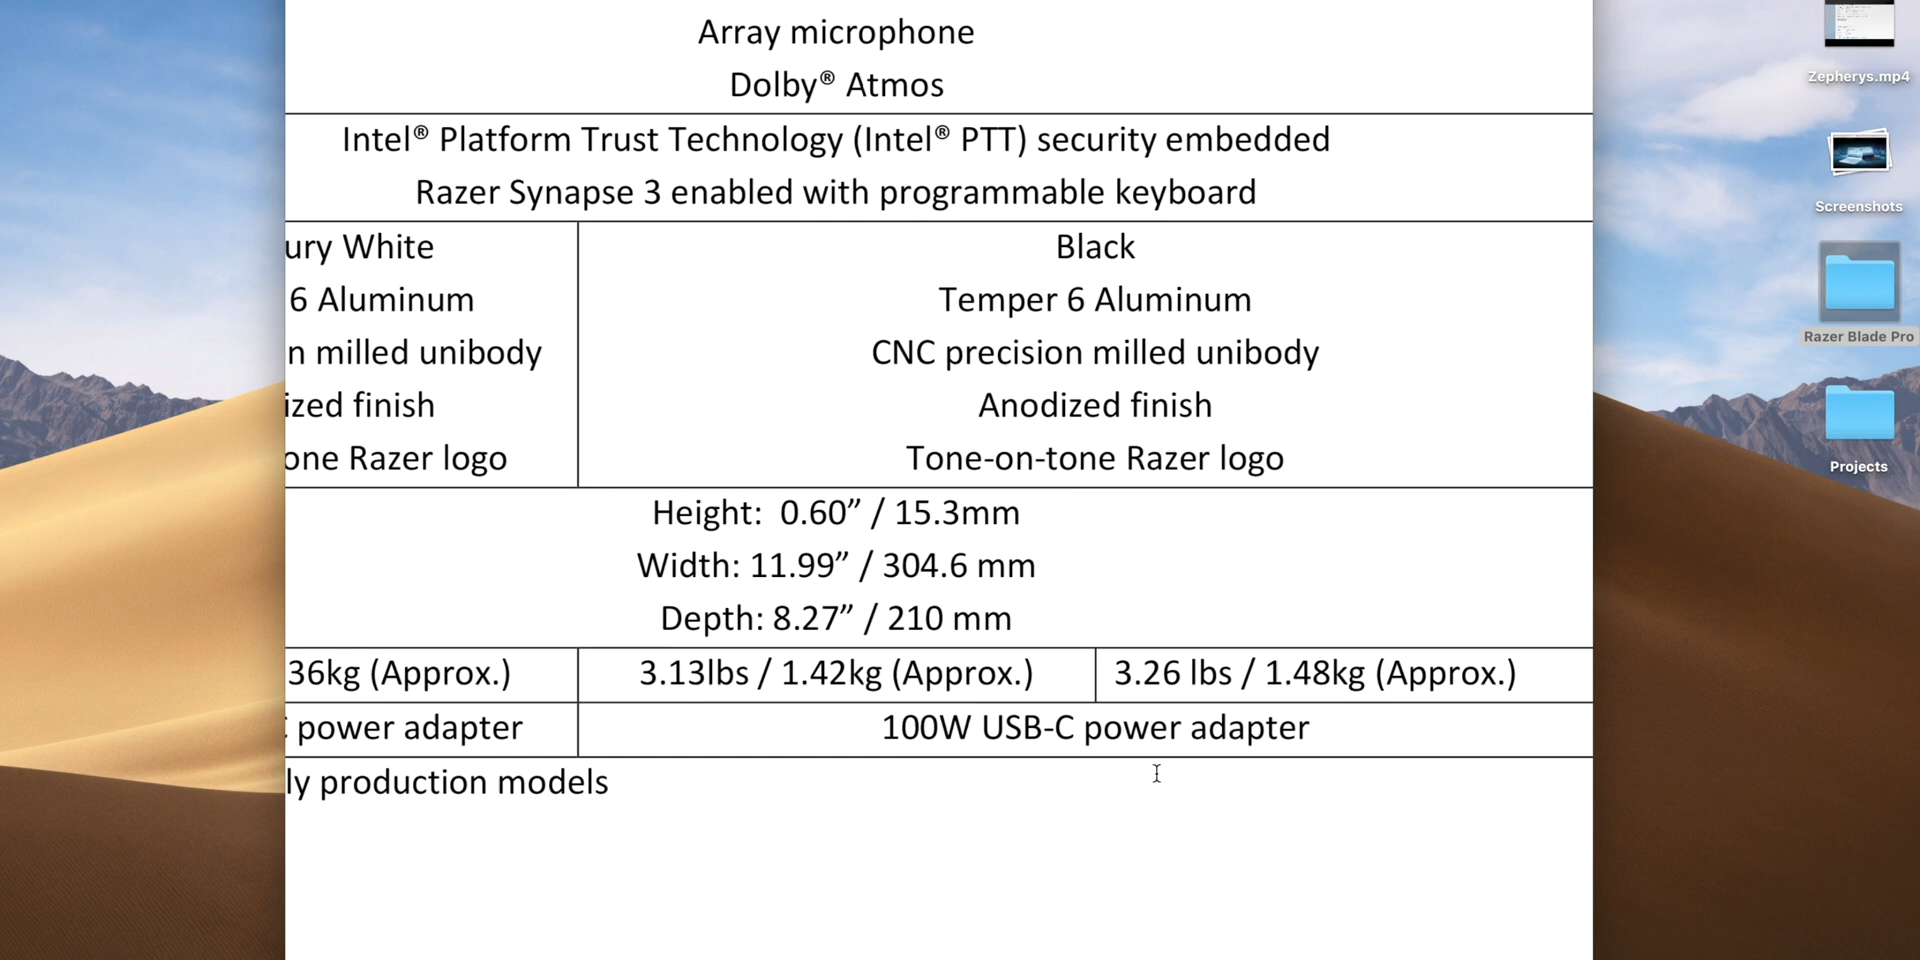 Array microphone
Dolby® Atmos
Intel® Platform Trust Technology (Intel® PTT) security embedded
Razer Synapse 3 enabled with programmable keyboard
ury White
6 Aluminum
n milled unibody
ized finish
one Razer logo
Black
Temper 6 Aluminum
CNC precision milled unibody
Anodized finish
Tone-on-tone Razer logo
Height: 0.60” / 15.3mm
Width: 11.99” / 304.6 mm
Depth: 8.27” / 210 mm
36kg (Approx.)
3.13lbs / 1.42kg (Approx.)
3.26 lbs / 1.48kg (Approx.)
power adapter
100W USB-C power adapter
ly production models
Zepherys.mp4
Screenshots
Razer Blade Pro
Projects